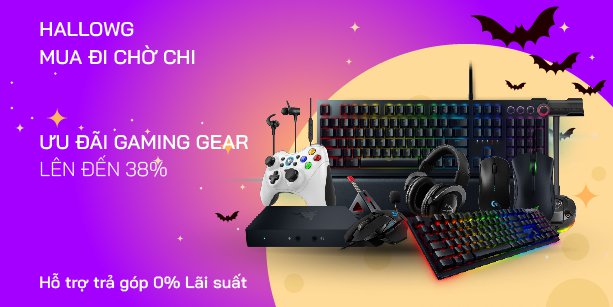 HALLOWG
MUA ĐI CHỜ CHI
ƯU ĐÃI GAMING GEAR
LÊN ĐẾN 38%
Hỗ trợ trả góp 0% Lãi suất